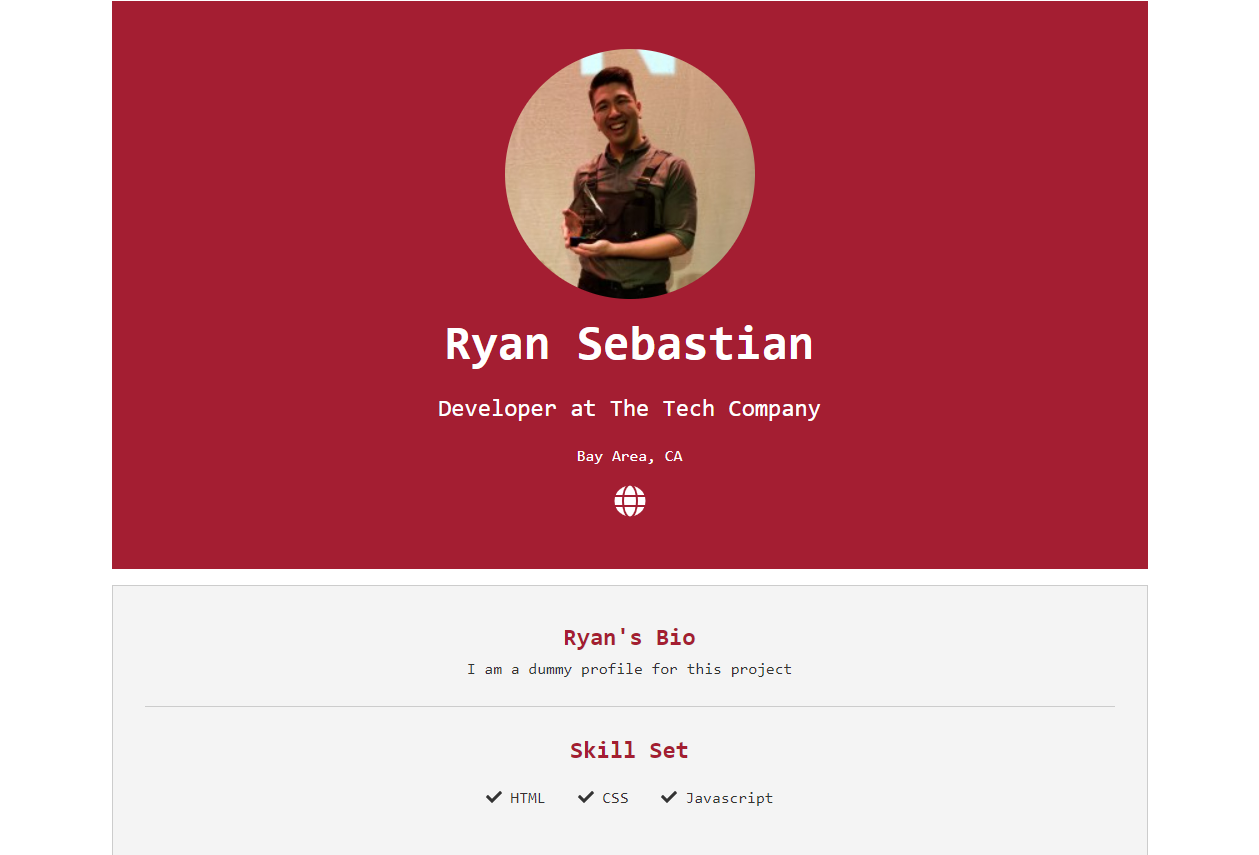 Ryan Sebastian
Developer at The Tech Company
Bay Area, CA
Ryan's Bio
I am a dummy profile for this project
Skill Set
HTML CSS Javascript